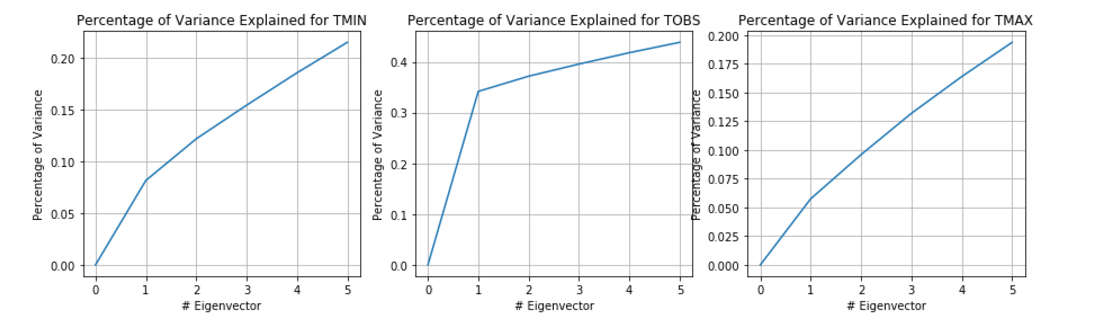 Percentage of Variance Explained for TMIN
Percentage of Variance
0.20
0.15
0.10
0.05
0.00
0 1 2 3 4 5
# Eigenvector
Percentage of Variance Explained for TOBS
Percentage of Variance
0.4
0.3
0.2
0.1
0.0
0 1 2 3 4 5
# Eigenvector
Percentage of Variance Explained for TMAX
Percentage of Variance
0.200
0.175
0.150
0.125
0.100
0.075
0.050
0.025
0.000
0 1 2 3 4 5
# Eigenvector